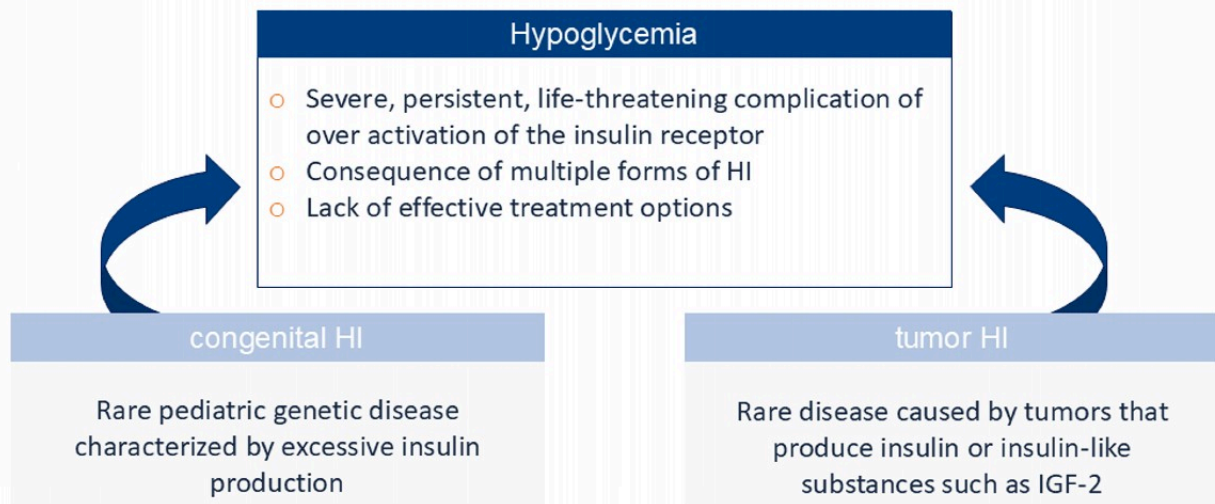 Hypoglycemia
o Severe, persistent, life-threatening complication of
over activation of the insulin receptor
o Consequence of multiple forms of HI
o Lack of effective treatment options
congenital HI
Rare pediatric genetic disease
characterized by excessive insulin
production
tumor HI
Rare disease caused by tumors that
produce insulin or insulin-like
substances such as IGF-2